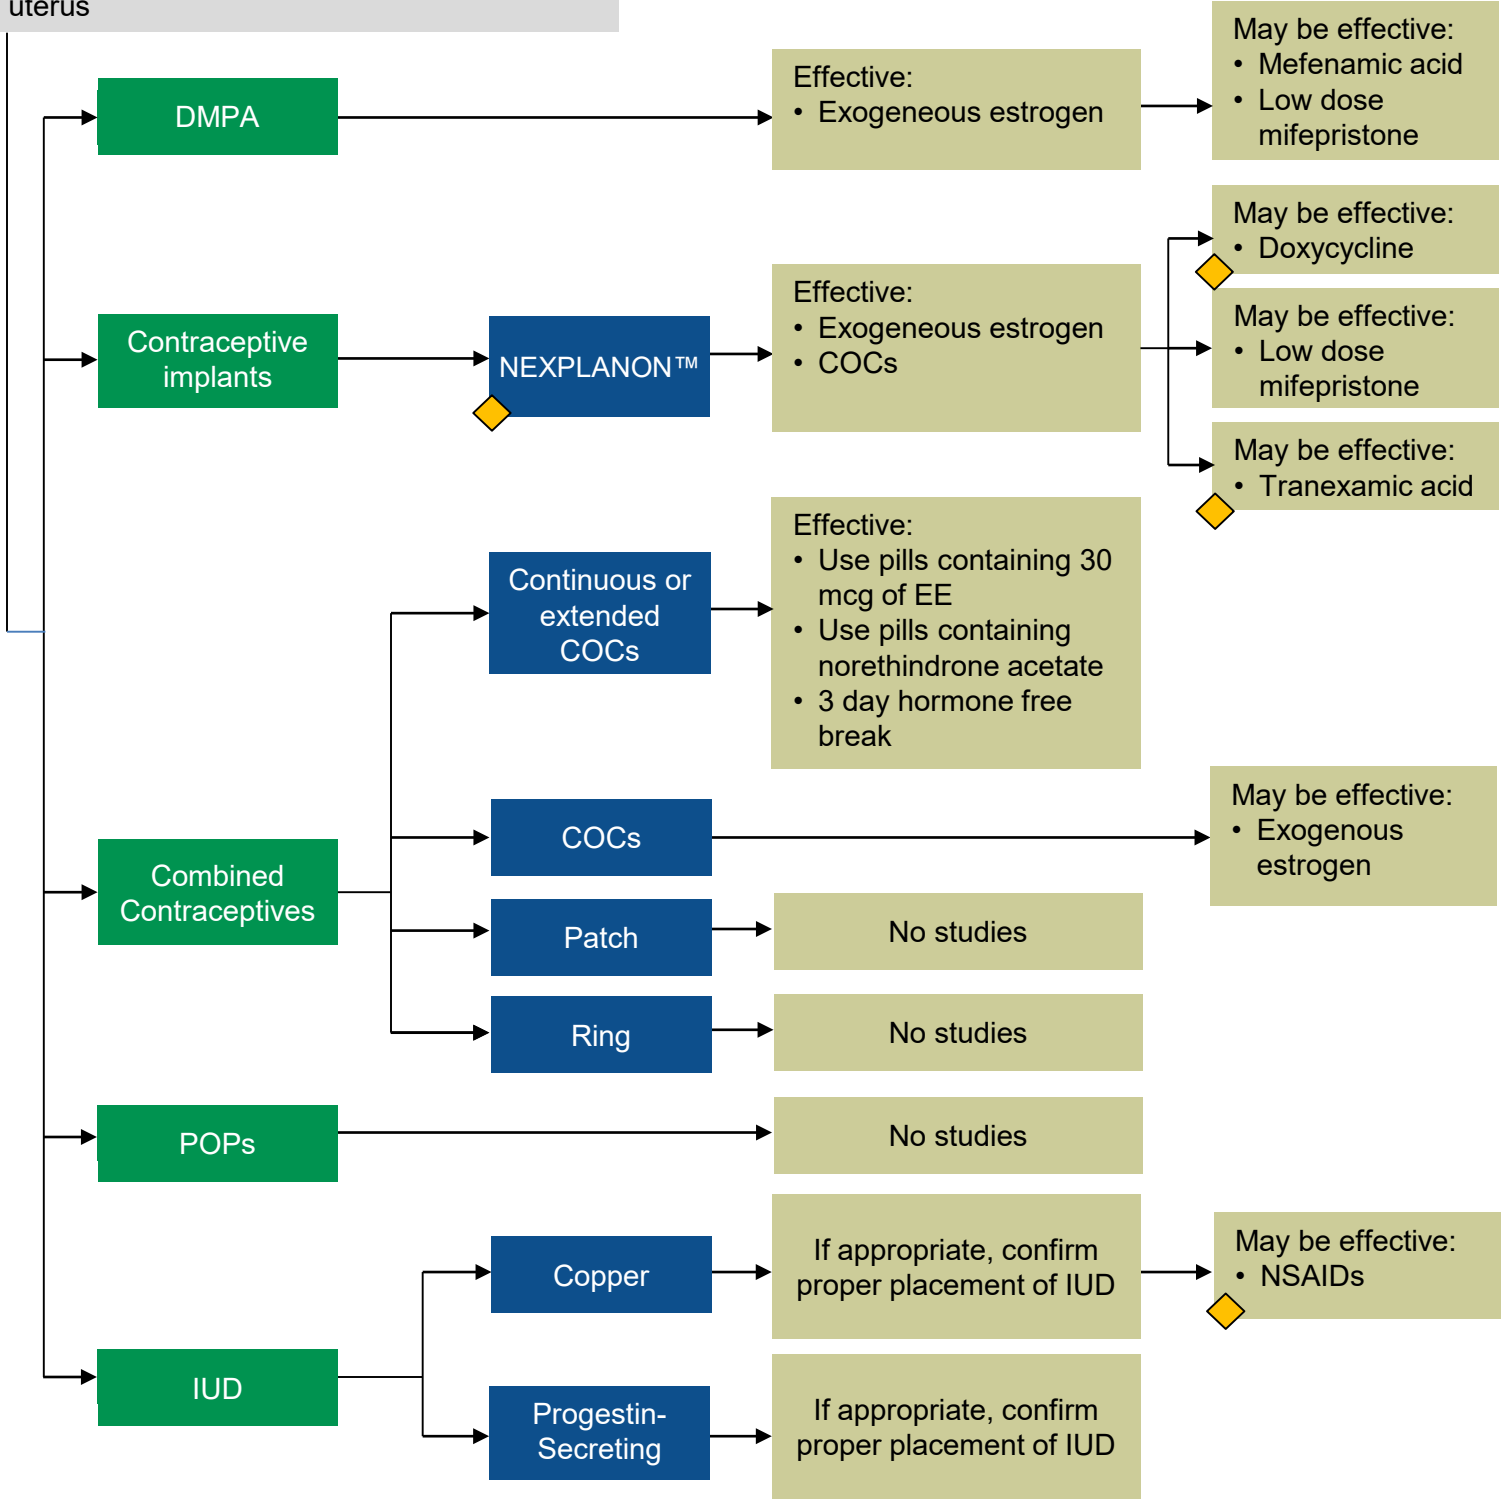 uterus
DMPA
Effective:
• Exogeneous estrogen
May be effective:
• Mefenamic acid
• Low dose
mifepristone
Contraceptive
implants
NEXPLANON™
Effective:
• Exogeneous estrogen
• COCs
May be effective:
• Doxycycline
May be effective:
• Low dose
mifepristone
May be effective:
• Tranexamic acid
Combined
Contraceptives
Continuous or
extended
COCs
Effective:
• Use pills containing 30
mcg of EE
• Use pills containing
norethindrone acetate
• 3 day hormone free
break
COCs
May be effective:
• Exogenous
estrogen
Patch
No studies
Ring
No studies
POPs
No studies
IUD
Copper
If appropriate, confirm
proper placement of IUD
May be effective:
• NSAIDs
Progestin-
Secreting
If appropriate, confirm
proper placement of IUD